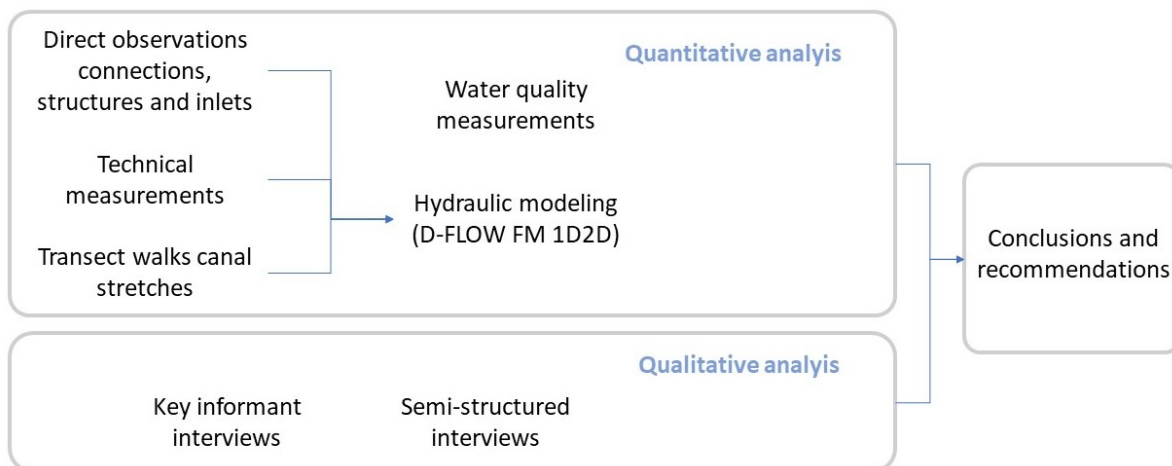 Direct observations
connections,
structures and inlets
Quantitative analyis
Water quality
measurements
Technical
measurements
Hydraulic modeling
(D-FLOW FM 1D2D)
Transect walks canal
stretches
Conclusions and
recommendations
Qualitative analyis
Key informant
interviews
Semi-structured
interviews